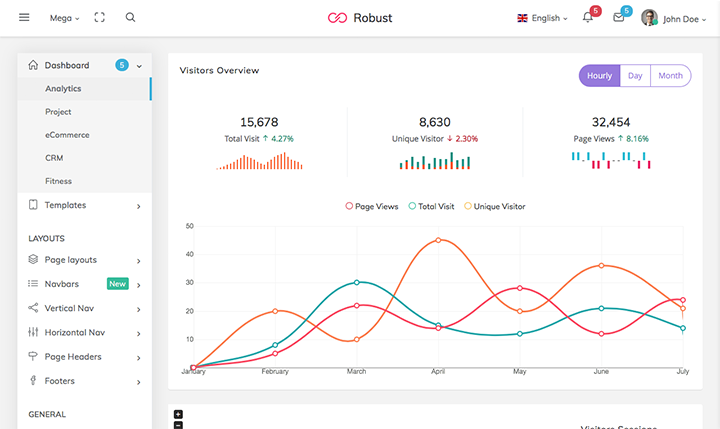 Mega
Robust
English
5
5
John Doe
Dashboard 5
Analytics
Project
eCommerce
CRM
Fitness
Templates
LAYOUTS
Page layouts
Navbars New
Vertical Nav
Horizontal Nav
Page Headers
Footers
GENERAL
Visitors Overview
Hourly Day Month
15,678
Total Visit ↑ 4.27%
8,630
Unique Visitor ↓ 2.30%
32,454
Page Views ↑ 8.16%
Page Views Total Visit Unique Visitor
50
40
30
20
10
January February March April May June July
+
−
Visitors Sessions